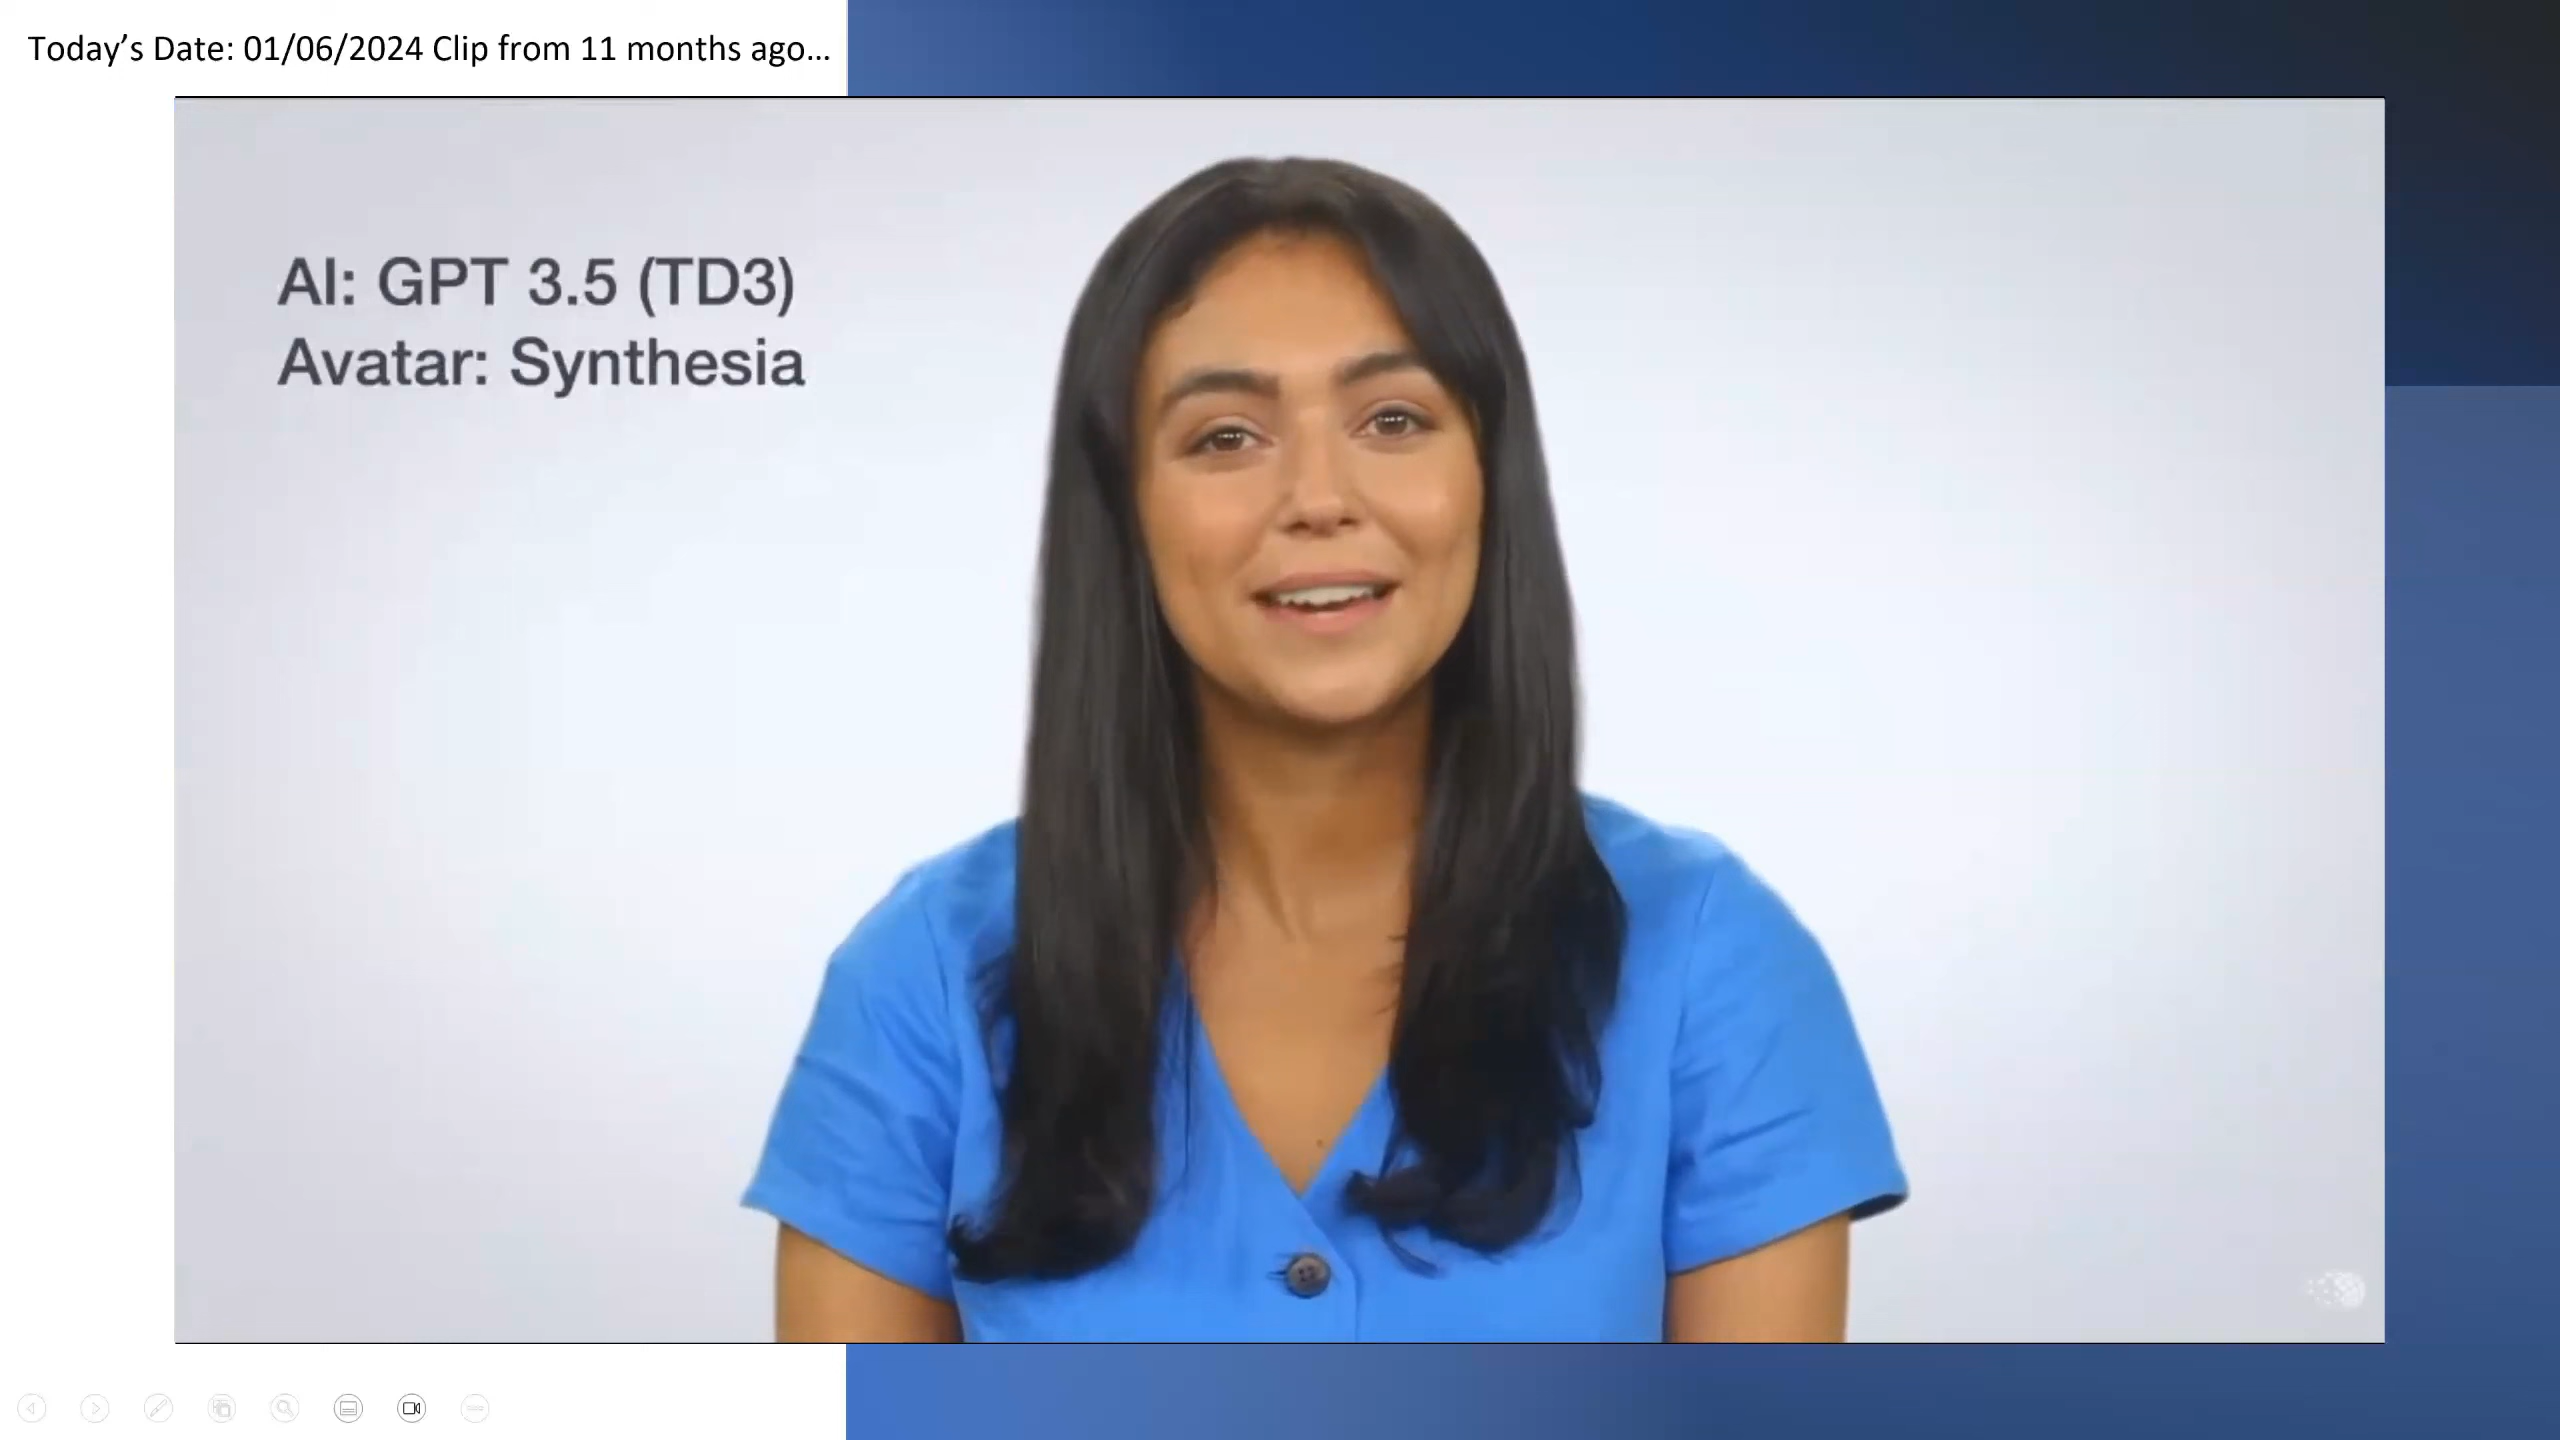 Today’s Date: 01/06/2024 Clip from 11 months ago…
AI: GPT 3.5 (TD3)
Avatar: Synthesia